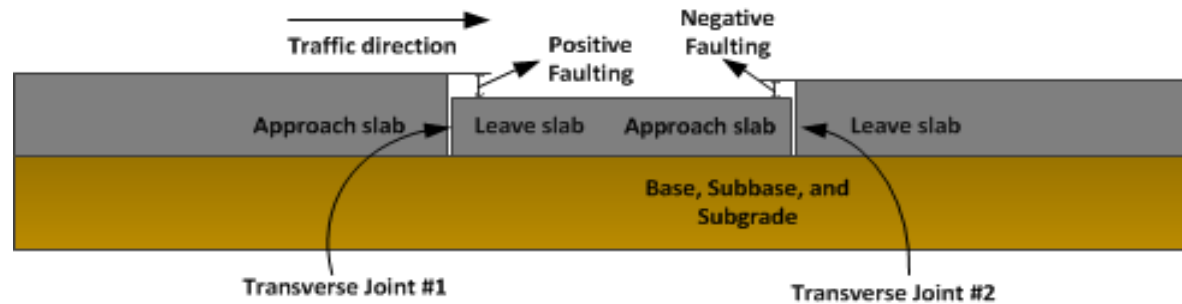 Traffic direction
Positive
Faulting
Negative
Faulting
Approach slab
Leave slab
Approach slab
Leave slab
Base, Subbase, and
Subgrade
Transverse Joint #1
Transverse Joint #2